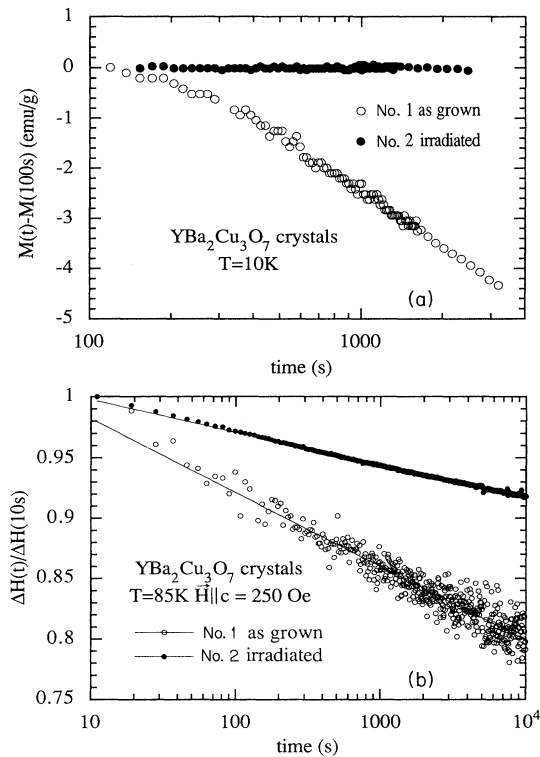 1
0
-1
-2
-3
-4
-5
M(t)-M(100s) (emu/g)
No. 1 as grown
No. 2 irradiated
YBa2Cu3O7 crystals
T=10K
(a)
100
1000
time (s)
1
0.95
0.9
0.85
0.8
0.75
ΔH(t)/ΔH(10s)
YBa2Cu3O7 crystals
T=85K H⃗||c = 250 Oe
No. 1 as grown
No. 2 irradiated
(b)
10
100
1000
10⁴
time (s)